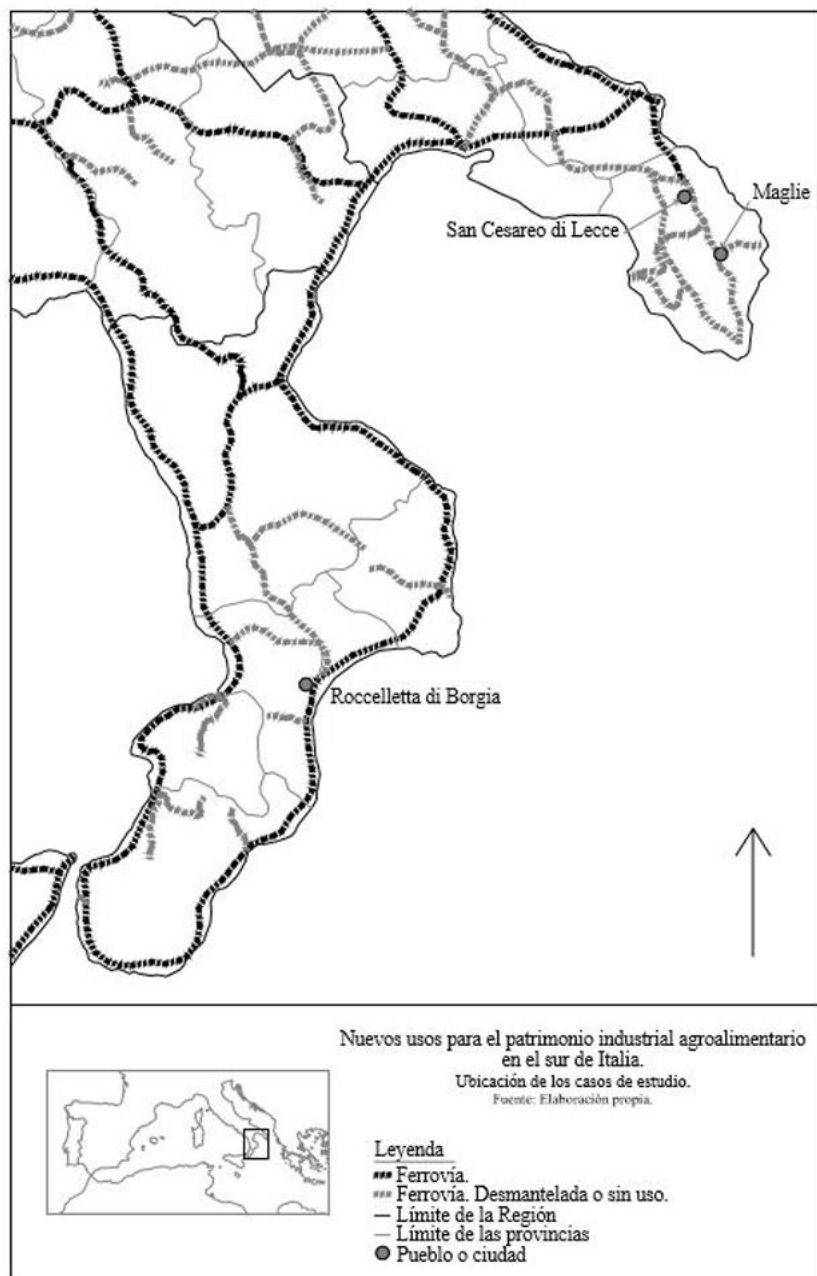 Maglie
San Cesareo di Lecce
Roccelletta di Borgia
Nuevos usos para el patrimonio industrial agroalimentario
en el sur de Italia.
Ubicación de los casos de estudio.
Fuente: Elaboración propia.
Leyenda
Ferrovía.
Ferrovía. Desmantelada o sin uso.
Límite de la Región
Límite de las provincias
Pueblo o ciudad